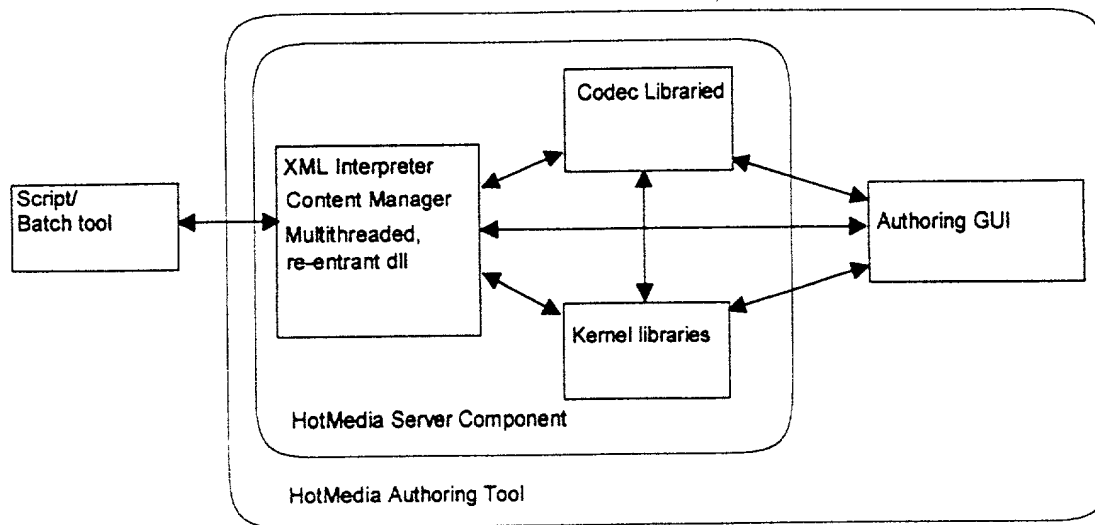 Codec Libraried
XML Interpreter
Content Manager
Multithreaded,
re-entrant dll
Script/
Batch tool
Authoring GUI
Kernel libraries
HotMedia Server Component
HotMedia Authoring Tool